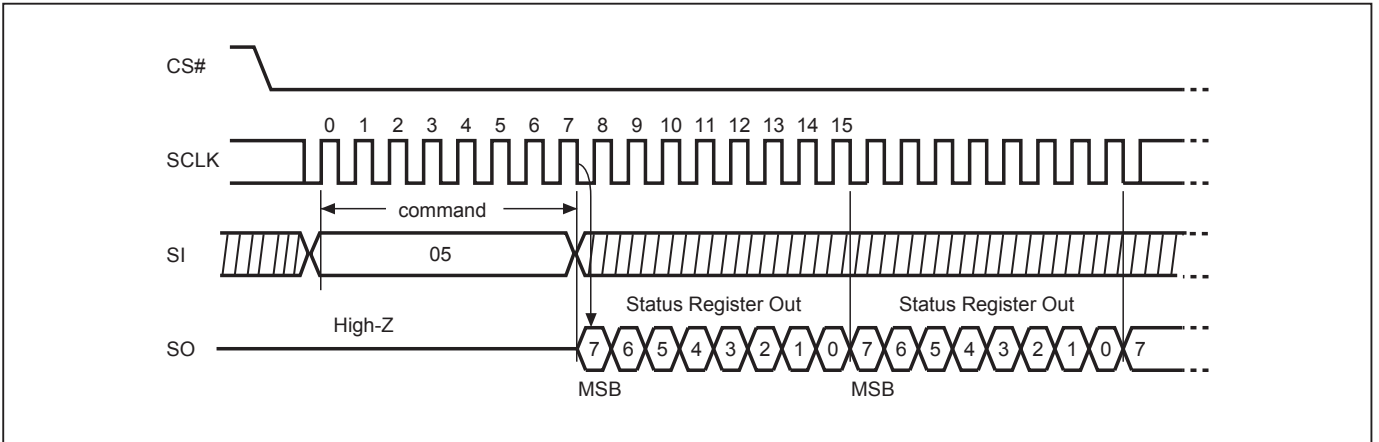 CS#
0 1 2 3 4 5 6 7 8 9 10 11 12 13 14 15
SCLK
command
SI 05
Status Register Out Status Register Out
High-Z
SO 7 6 5 4 3 2 1 0 7 6 5 4 3 2 1 0 7
MSB MSB